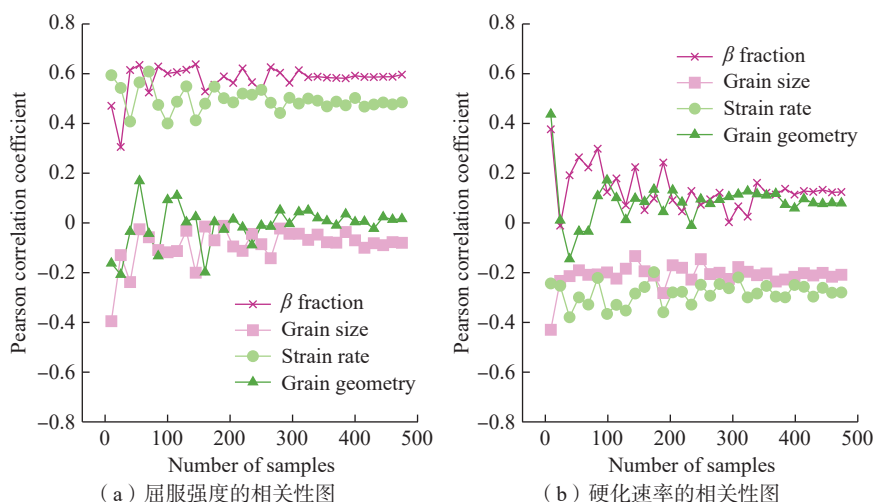 0.8
0.6
0.4
0.2
0
−0.2
−0.4
−0.6
−0.8
Pearson correlation coefficient
β fraction
Grain size
Strain rate
Grain geometry
0 100 200 300 400 500
Number of samples
（a）屈服强度的相关性图
0.8
0.6
0.4
0.2
0
−0.2
−0.4
−0.6
−0.8
Pearson correlation coefficient
β fraction
Grain size
Strain rate
Grain geometry
0 100 200 300 400 500
Number of samples
（b）硬化速率的相关性图